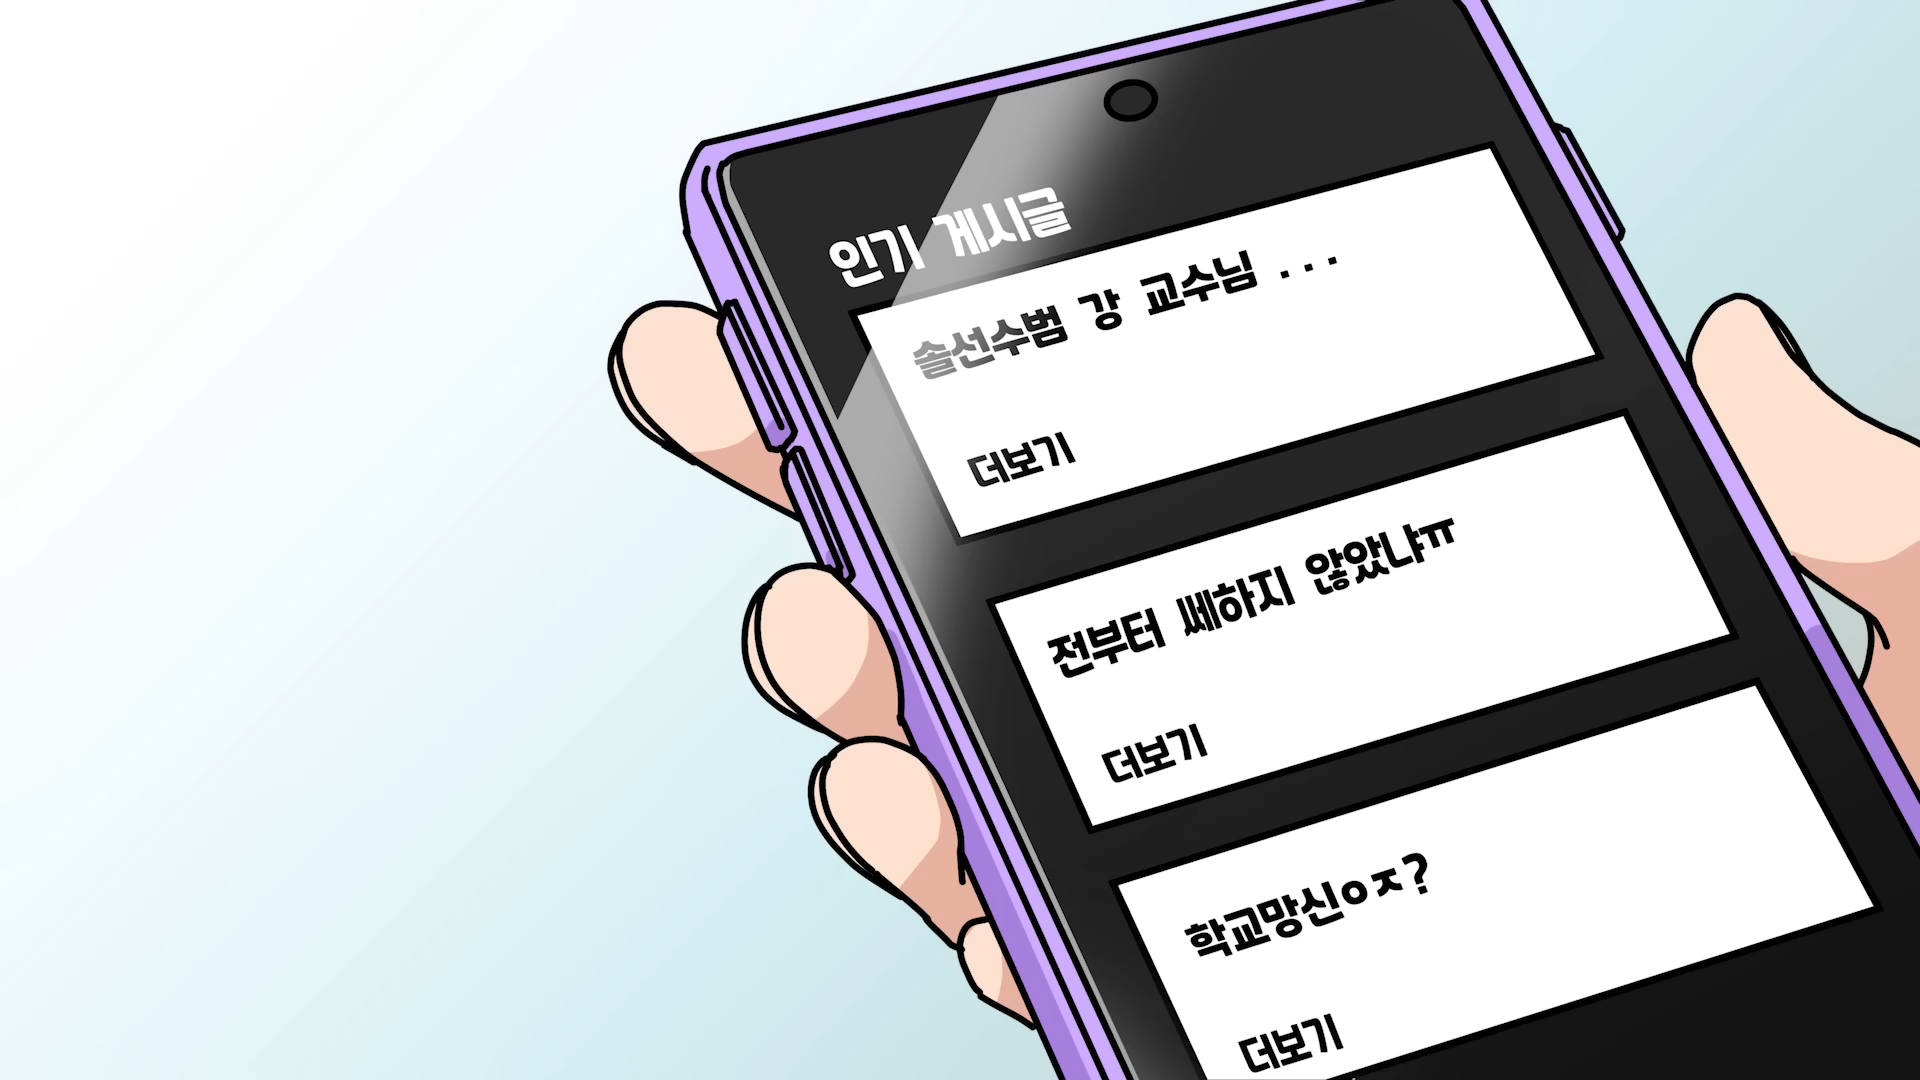 인기 게시글
솔선수범 강 교수님 ...
더보기
전부터 쎄하지 않았냐ㅠ
더보기
학교망신ㅇㅈ?
더보기